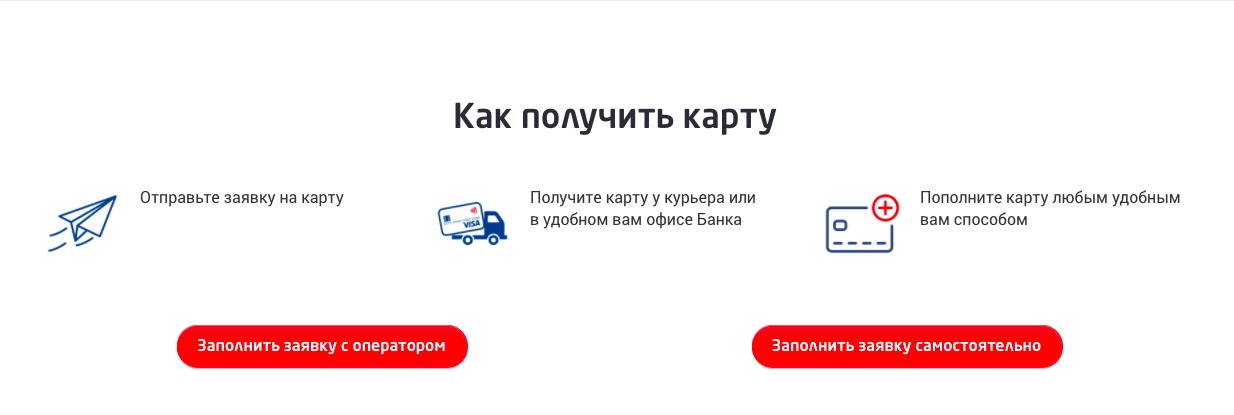 Как получить карту
Отправьте заявку на карту
Получите карту у курьера или
в удобном вам офисе Банка
VISA
Пополните карту любым удобным
вам способом
Заполнить заявку с оператором
Заполнить заявку самостоятельно